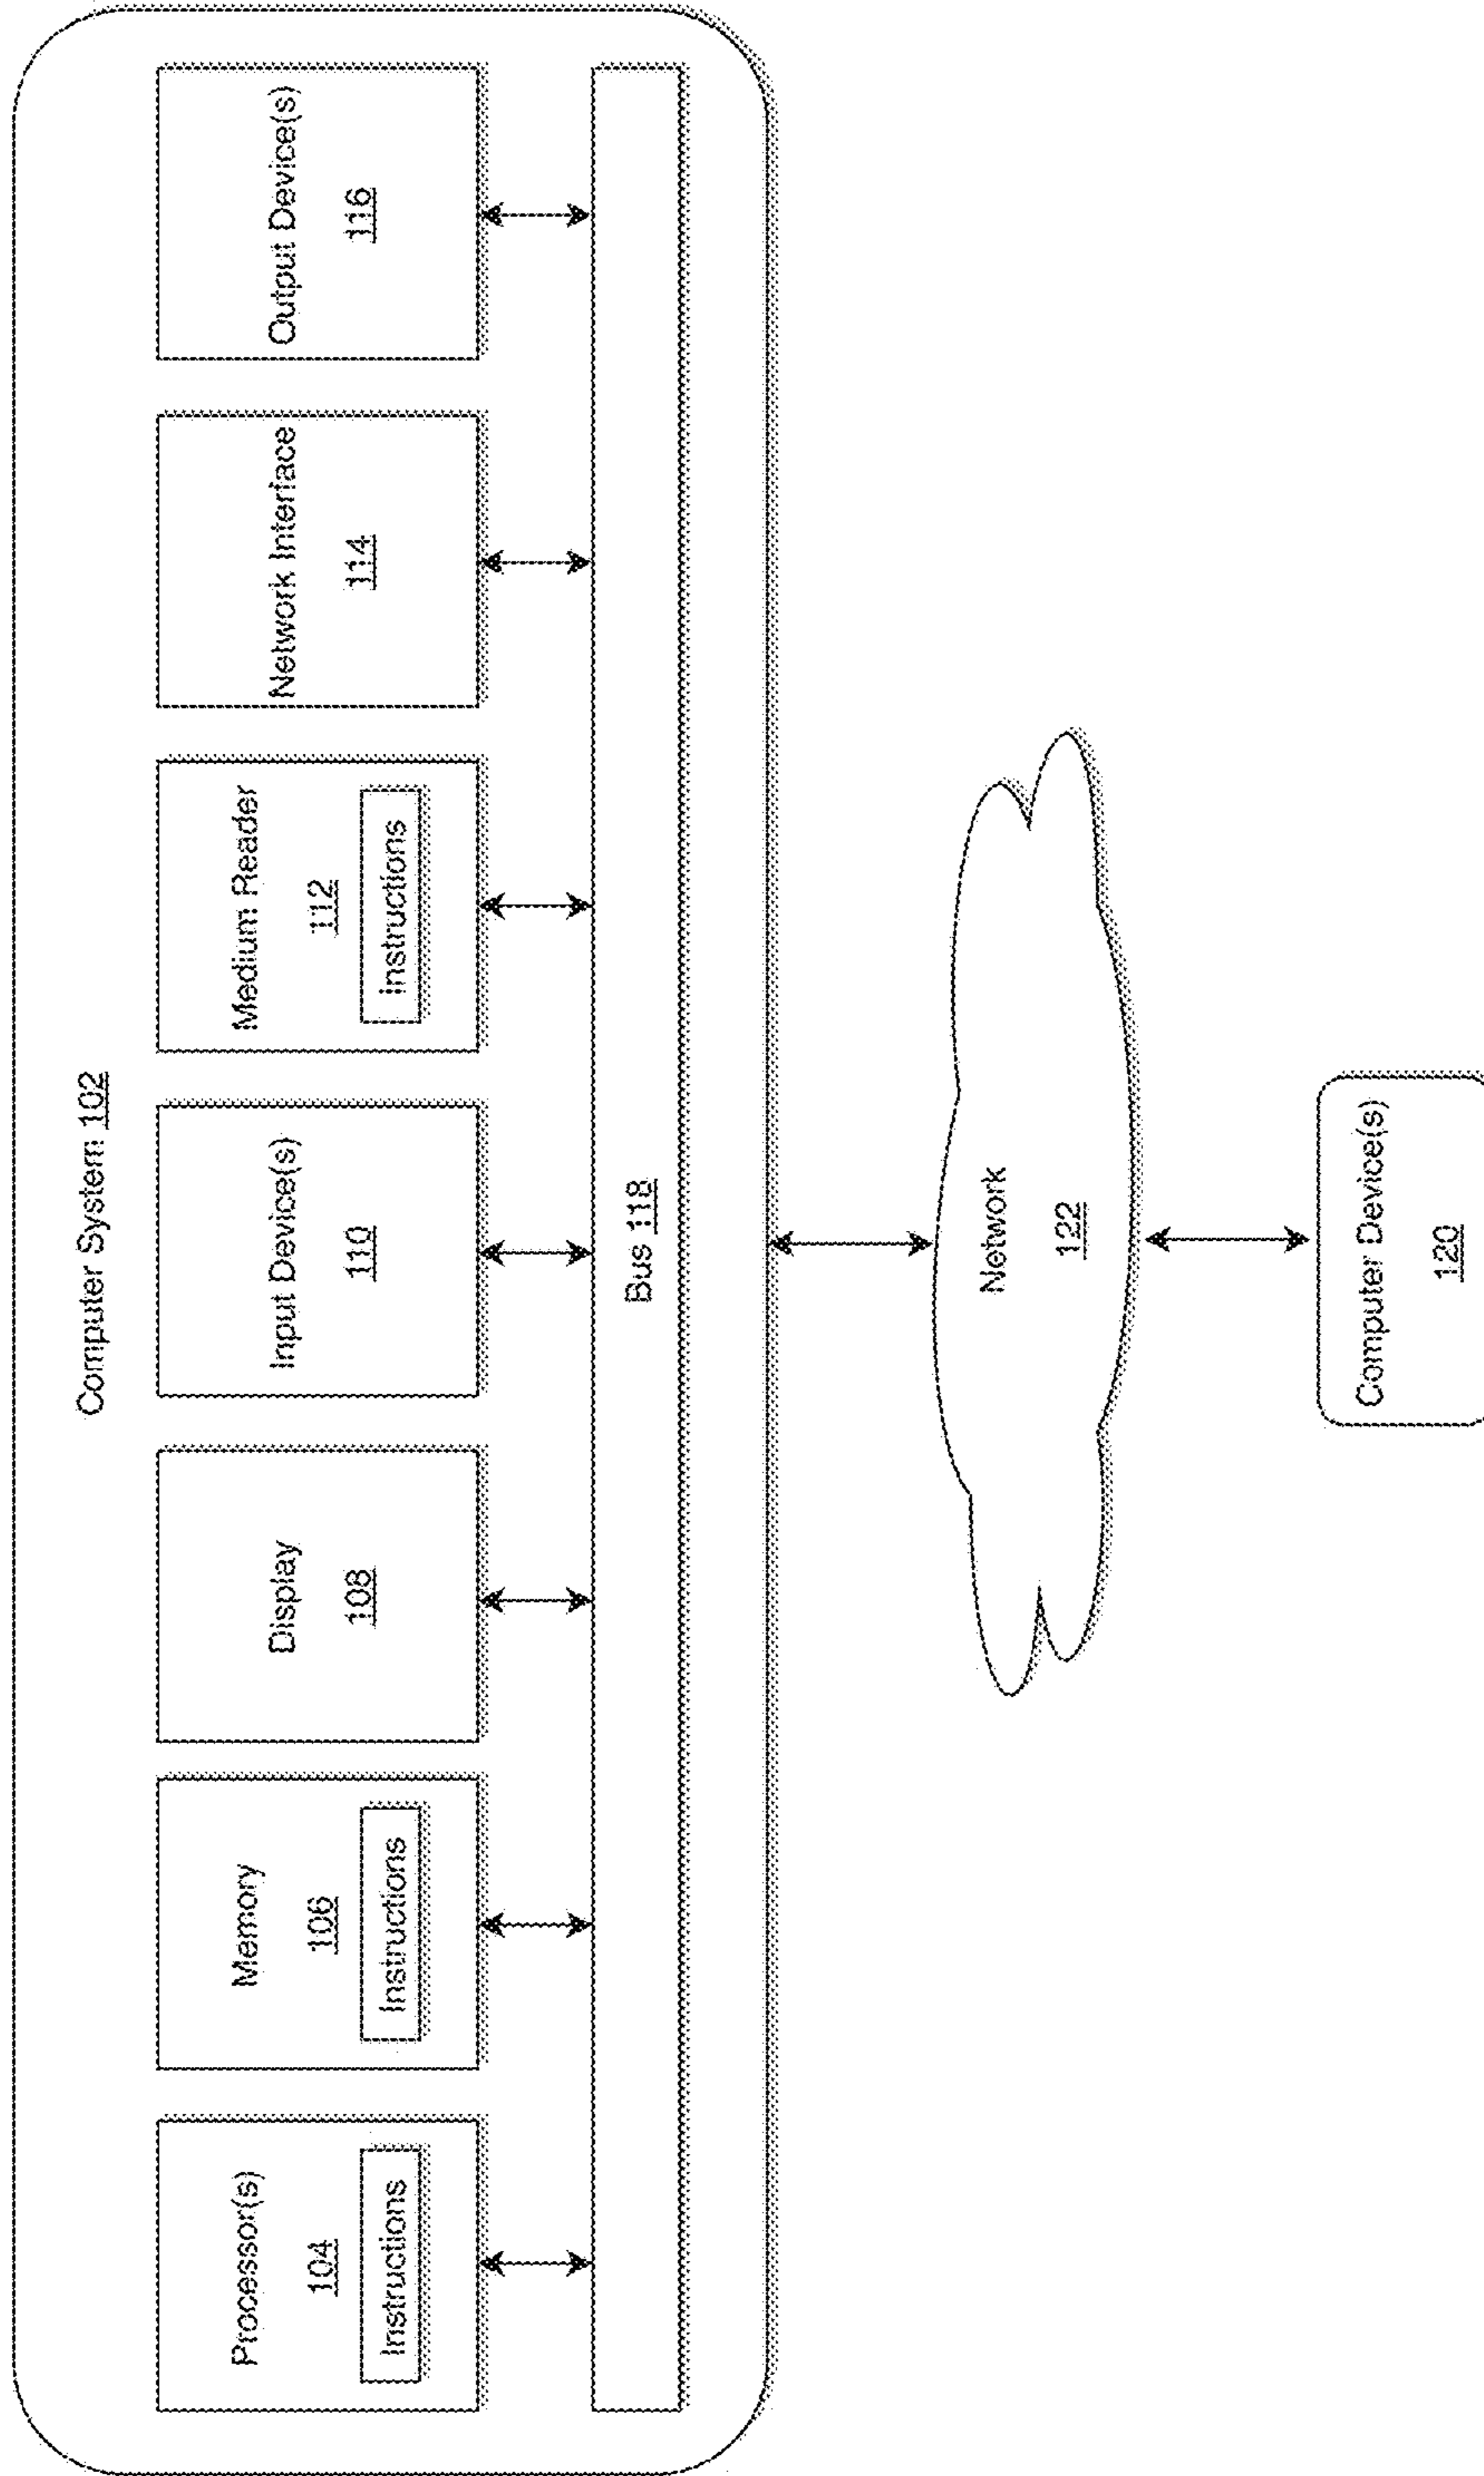 Computer System 102
Processor(s)
104
Instructions
Memory
106
Instructions
Display
108
Input Device(s)
110
Medium Reader
112
Instructions
Network Interface
114
Output Device(s)
116
Bus 118
Network
122
Computer Device(s)
120